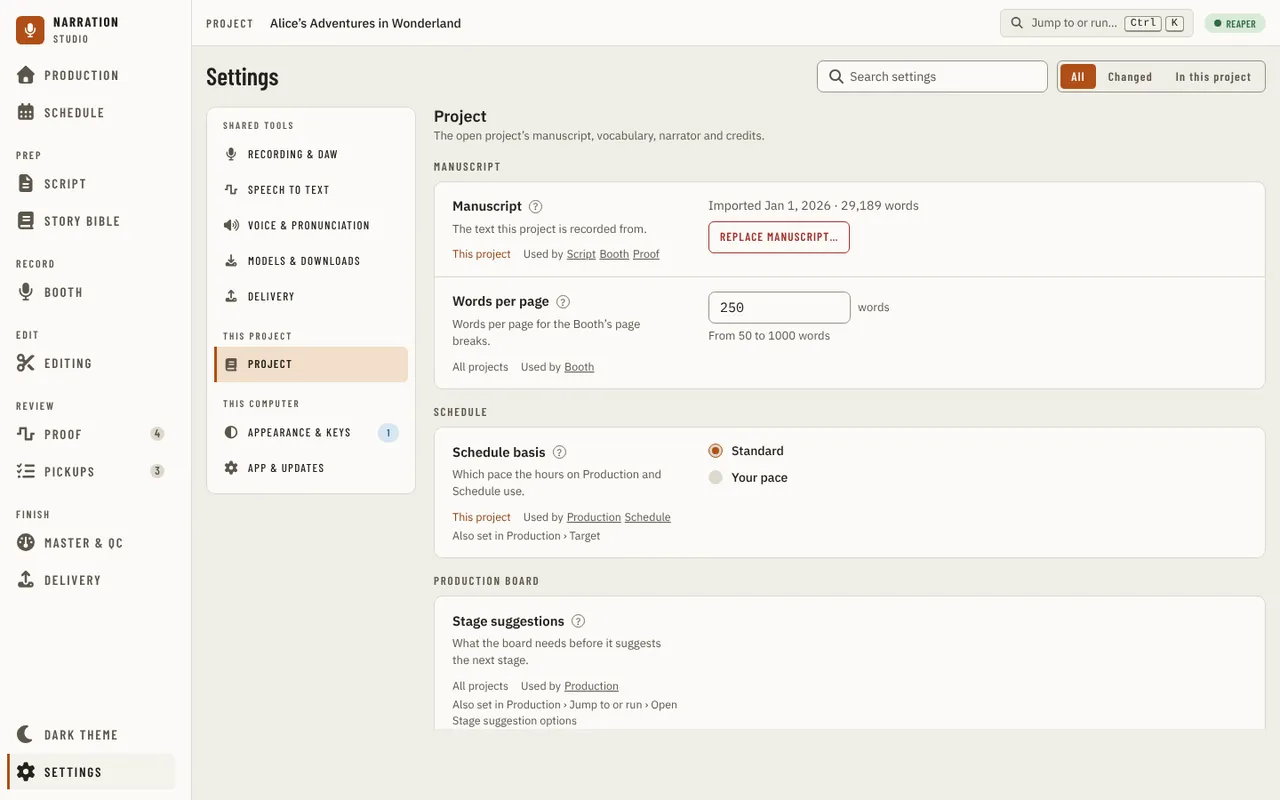 NARRATION
STUDIO
PRODUCTION
SCHEDULE
PREP
SCRIPT
STORY BIBLE
RECORD
BOOTH
EDIT
EDITING
REVIEW
PROOF 4
PICKUPS 3
FINISH
MASTER & QC
DELIVERY
DARK THEME
SETTINGS
PROJECT Alice’s Adventures in Wonderland
Jump to or run… Ctrl K
REAPER
Settings
Search settings
All Changed In this project
SHARED TOOLS
RECORDING & DAW
SPEECH TO TEXT
VOICE & PRONUNCIATION
MODELS & DOWNLOADS
DELIVERY
THIS PROJECT
PROJECT
THIS COMPUTER
APPEARANCE & KEYS 1
APP & UPDATES
Project
The open project’s manuscript, vocabulary, narrator and credits.
MANUSCRIPT
Manuscript ?
The text this project is recorded from.
This project Used by Script Booth Proof
Imported Jan 1, 2026 · 29,189 words
REPLACE MANUSCRIPT…
Words per page ?
Words per page for the Booth’s page
breaks.
All projects Used by Booth
250 words
From 50 to 1000 words
SCHEDULE
Schedule basis ?
Which pace the hours on Production and
Schedule use.
This project Used by Production Schedule
Also set in Production › Target
Standard
Your pace
PRODUCTION BOARD
Stage suggestions ?
What the board needs before it suggests
the next stage.
All projects Used by Production
Also set in Production › Jump to or run › Open
Stage suggestion options